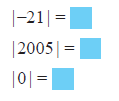 |−21| =
|2005| =
|0| =